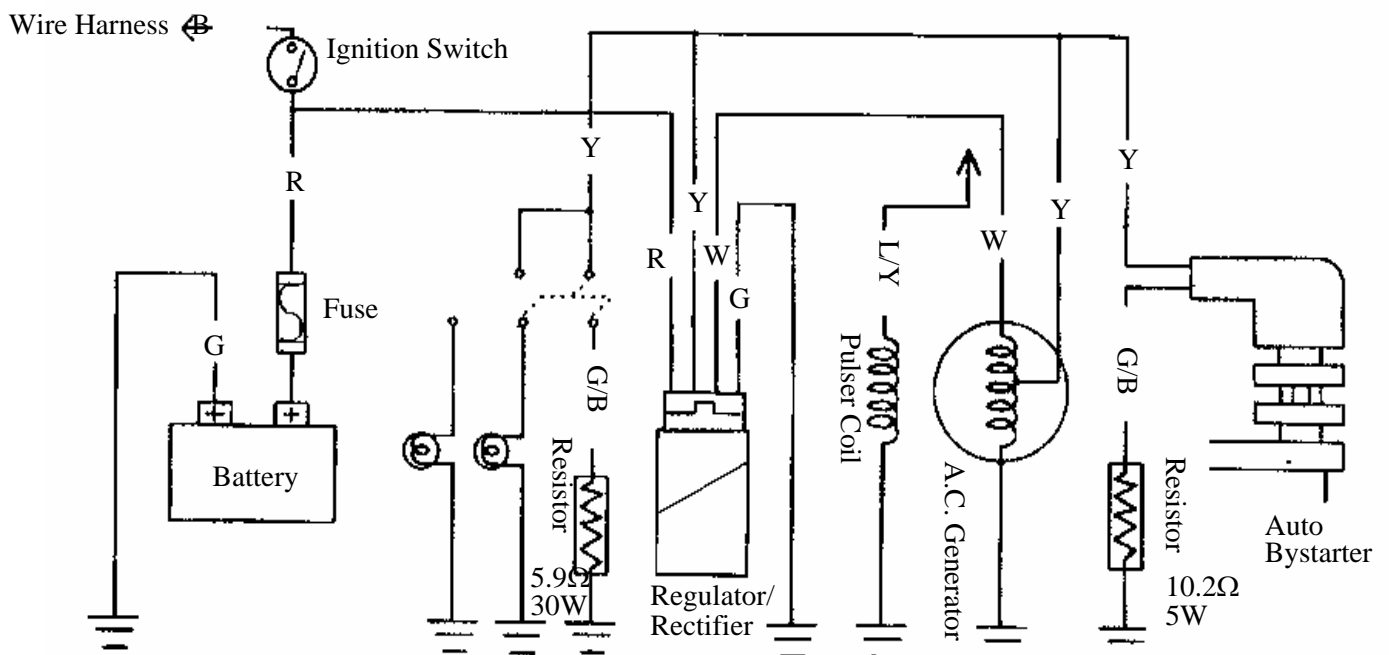 Wire Harness B
Ignition Switch
R
Y
Y
Y
Y
R
W
G
L/Y
W
Fuse
G
G/B
G/B
Pulser Coil
Battery
Resistor
5.9Ω
30W
Regulator/
Rectifier
A.C. Generator
Resistor
10.2Ω
5W
Auto
Bystarter